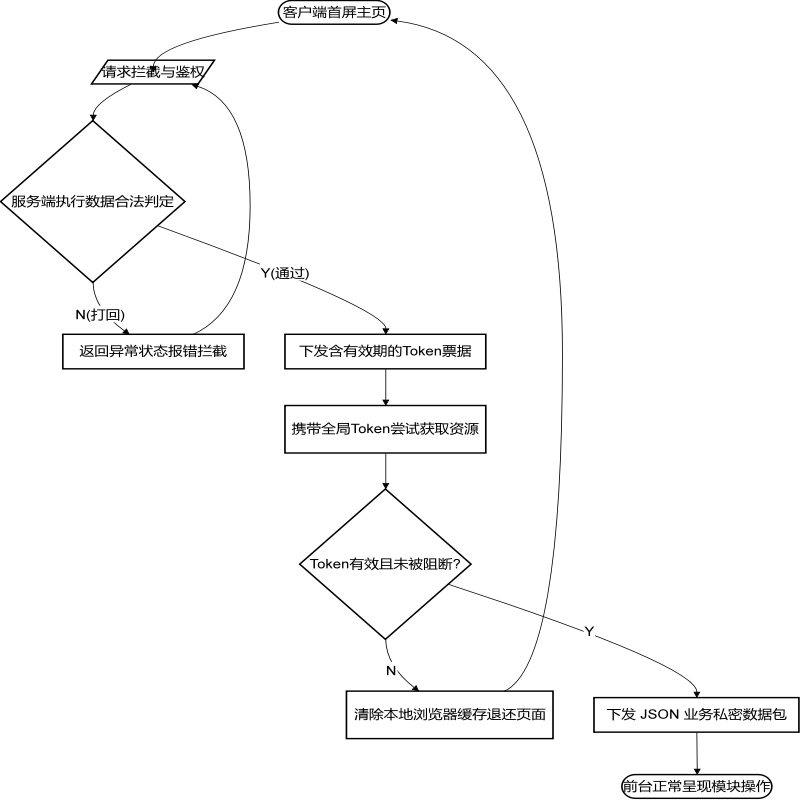 客户端首屏主页
请求拦截与鉴权
服务端执行数据合法判定
Y(通过)
N(打回)
返回异常状态报错拦截
下发含有效期的Token票据
携带全局Token尝试获取资源
Token有效且未被阻断?
Y
N
清除本地浏览器缓存退还页面
下发 JSON 业务私密数据包
前台正常呈现模块操作